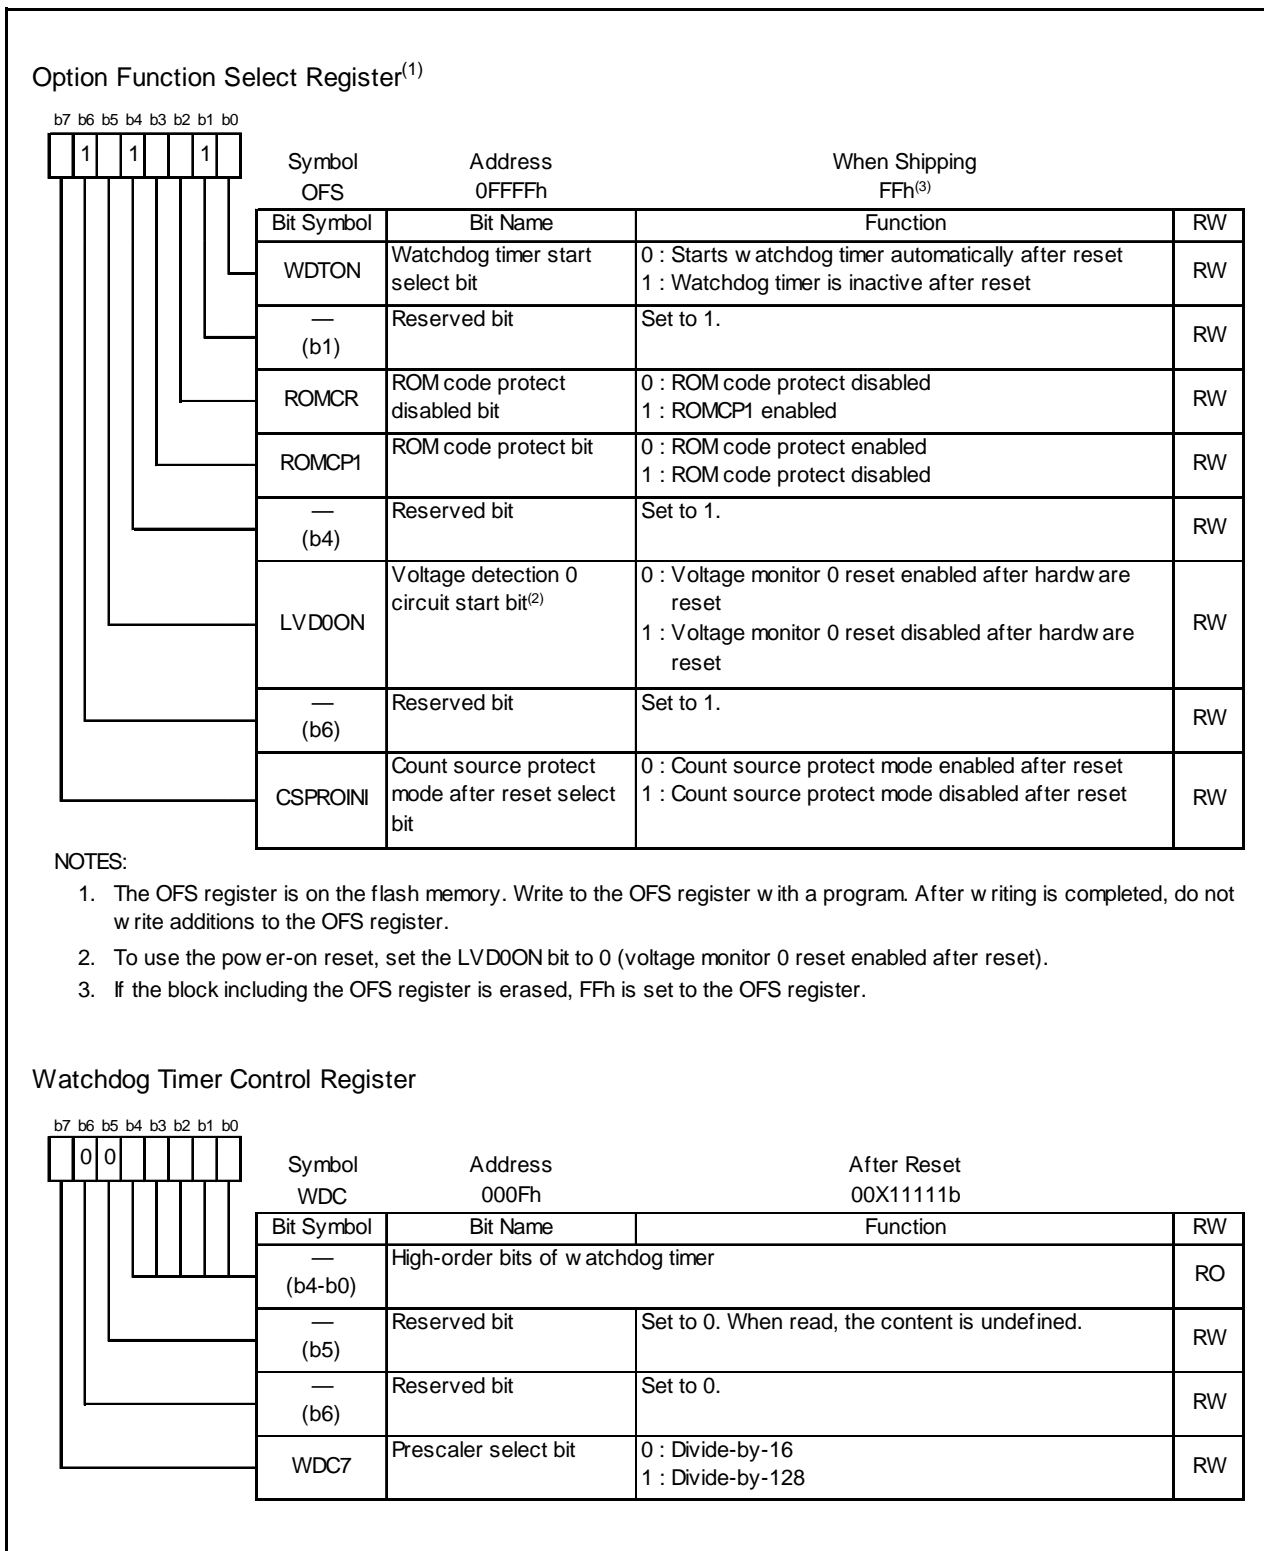 Option Function Select Register(1)
b7 b6 b5 b4 b3 b2 b1 b0
1 1 1
Symbol Address When Shipping
OFS 0FFFFh FFh(3)
Bit Symbol Bit Name Function RW
WDTON Watchdog timer start select bit 0 : Starts watchdog timer automatically after reset RW
1 : Watchdog timer is inactive after reset
— (b1) Reserved bit Set to 1. RW
ROMCR ROM code protect disabled bit 0 : ROM code protect disabled RW
1 : ROMCP1 enabled
ROMCP1 ROM code protect bit 0 : ROM code protect enabled RW
1 : ROM code protect disabled
— (b4) Reserved bit Set to 1. RW
LVD0ON Voltage detection 0 circuit start bit(2) 0 : Voltage monitor 0 reset enabled after hardware reset RW
1 : Voltage monitor 0 reset disabled after hardware reset
— (b6) Reserved bit Set to 1. RW
CSPROINI Count source protect mode after reset select bit 0 : Count source protect mode enabled after reset RW
1 : Count source protect mode disabled after reset
NOTES:
1. The OFS register is on the flash memory. Write to the OFS register with a program. After writing is completed, do not
write additions to the OFS register.
2. To use the power-on reset, set the LVD0ON bit to 0 (voltage monitor 0 reset enabled after reset).
3. If the block including the OFS register is erased, FFh is set to the OFS register.
Watchdog Timer Control Register
b7 b6 b5 b4 b3 b2 b1 b0
0 0
Symbol Address After Reset
WDC 000Fh 00X11111b
Bit Symbol Bit Name Function RW
— (b4-b0) High-order bits of watchdog timer RO
— (b5) Reserved bit Set to 0. When read, the content is undefined. RW
— (b6) Reserved bit Set to 0. RW
WDC7 Prescaler select bit 0 : Divide-by-16 RW
1 : Divide-by-128